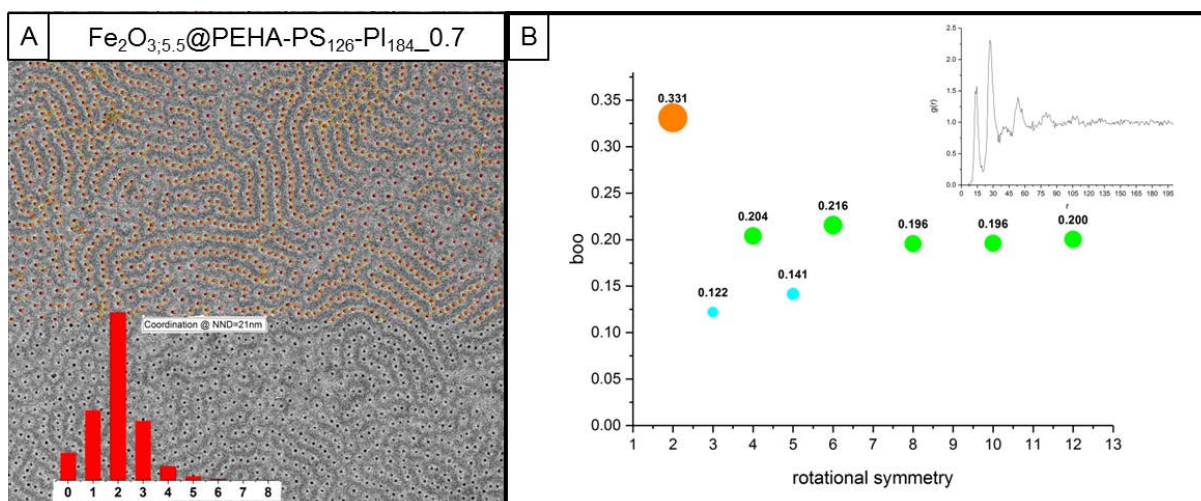 A
Fe₂O₃;₅.₅@PEHA-PS₁₂₆-PI₁₈₄_0.7
Coordination @ NND=21nm
0 1 2 3 4 5 6 7 8
B
boo
0.35
0.30
0.25
0.20
0.15
0.10
0.05
0.00
0.331
0.122
0.204
0.141
0.216
0.196
0.196
0.200
1 2 3 4 5 6 7 8 9 10 11 12 13
rotational symmetry
g(r)
2.5
2.0
1.5
1.0
0.5
0.0
0 15 30 45 60 75 90 105 120 135 150 165 180 195
r